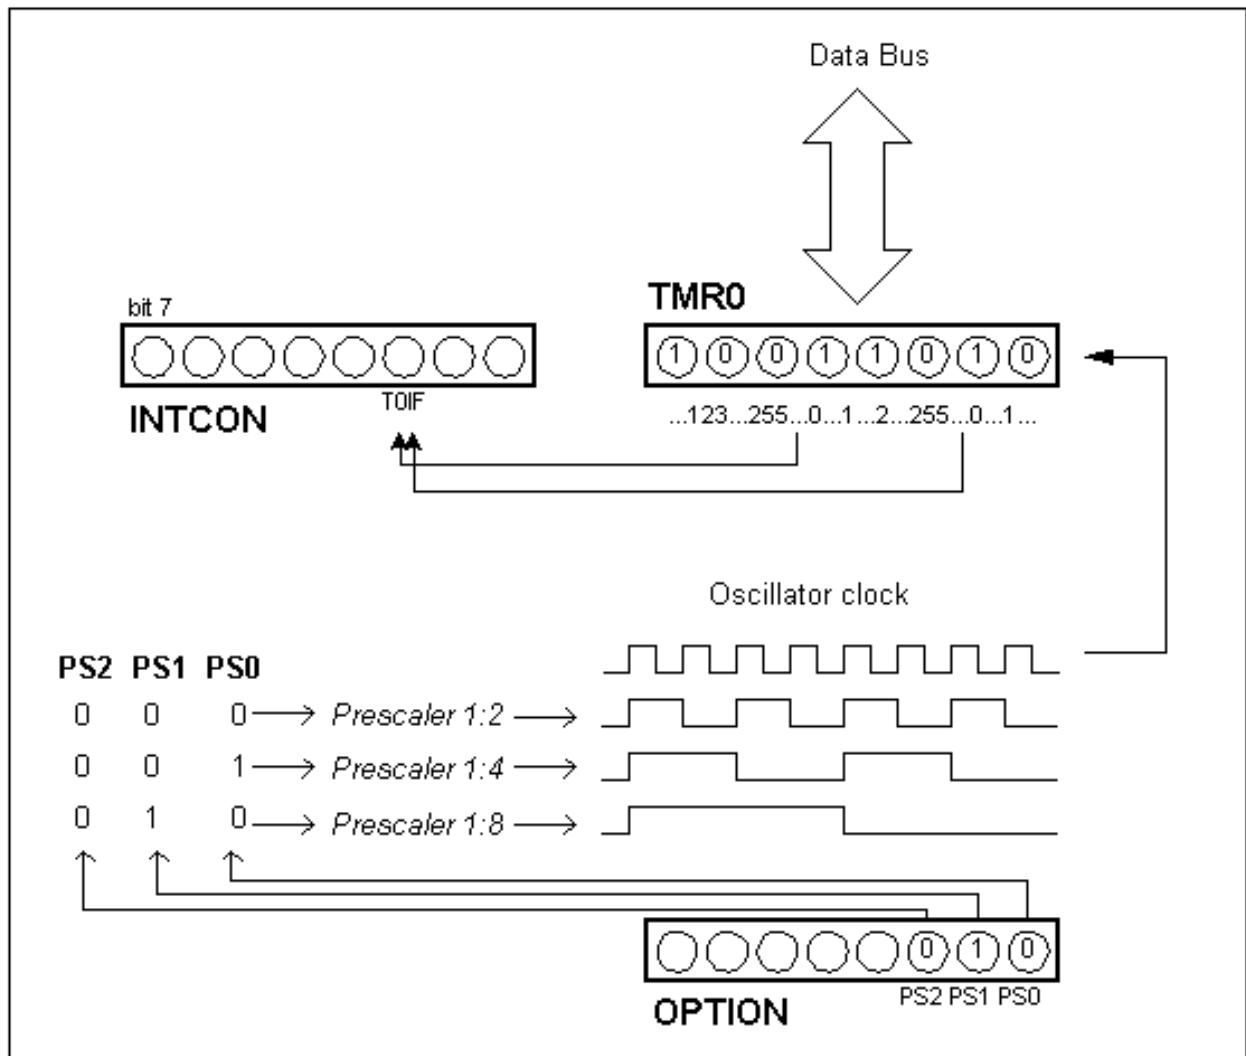 Data Bus
bit 7
TMR0
1 0 0 1 1 0 1 0
T0IF
INTCON
...123...255...0...1...2...255...0...1...
Oscillator clock
PS2 PS1 PS0
0 0 0 Prescaler 1:2
0 0 1 Prescaler 1:4
0 1 0 Prescaler 1:8
0 1 0
PS2 PS1 PS0
OPTION